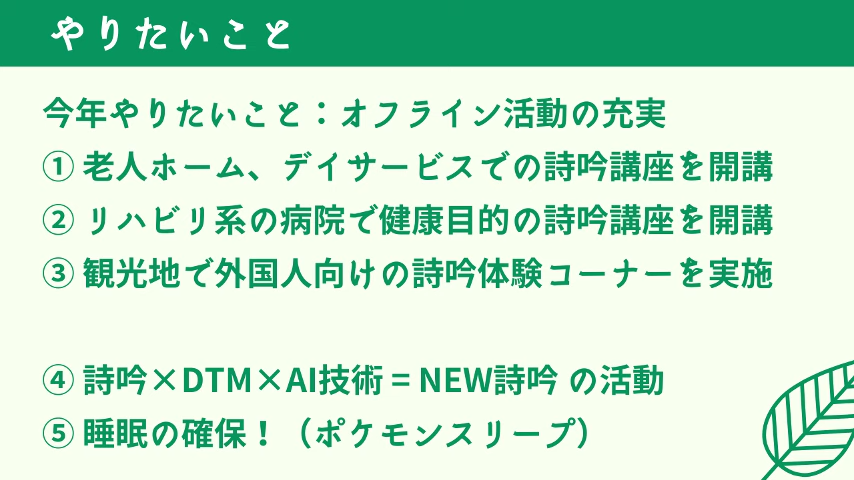 やりたいこと
今年やりたいこと：オフライン活動の充実
① 老人ホーム、デイサービスでの詩吟講座を開講
② リハビリ系の病院で健康目的の詩吟講座を開講
③ 観光地で外国人向けの詩吟体験コーナーを実施
④ 詩吟×DTM×AI技術 = NEW詩吟 の活動
⑤ 睡眠の確保！（ポケモンスリープ）